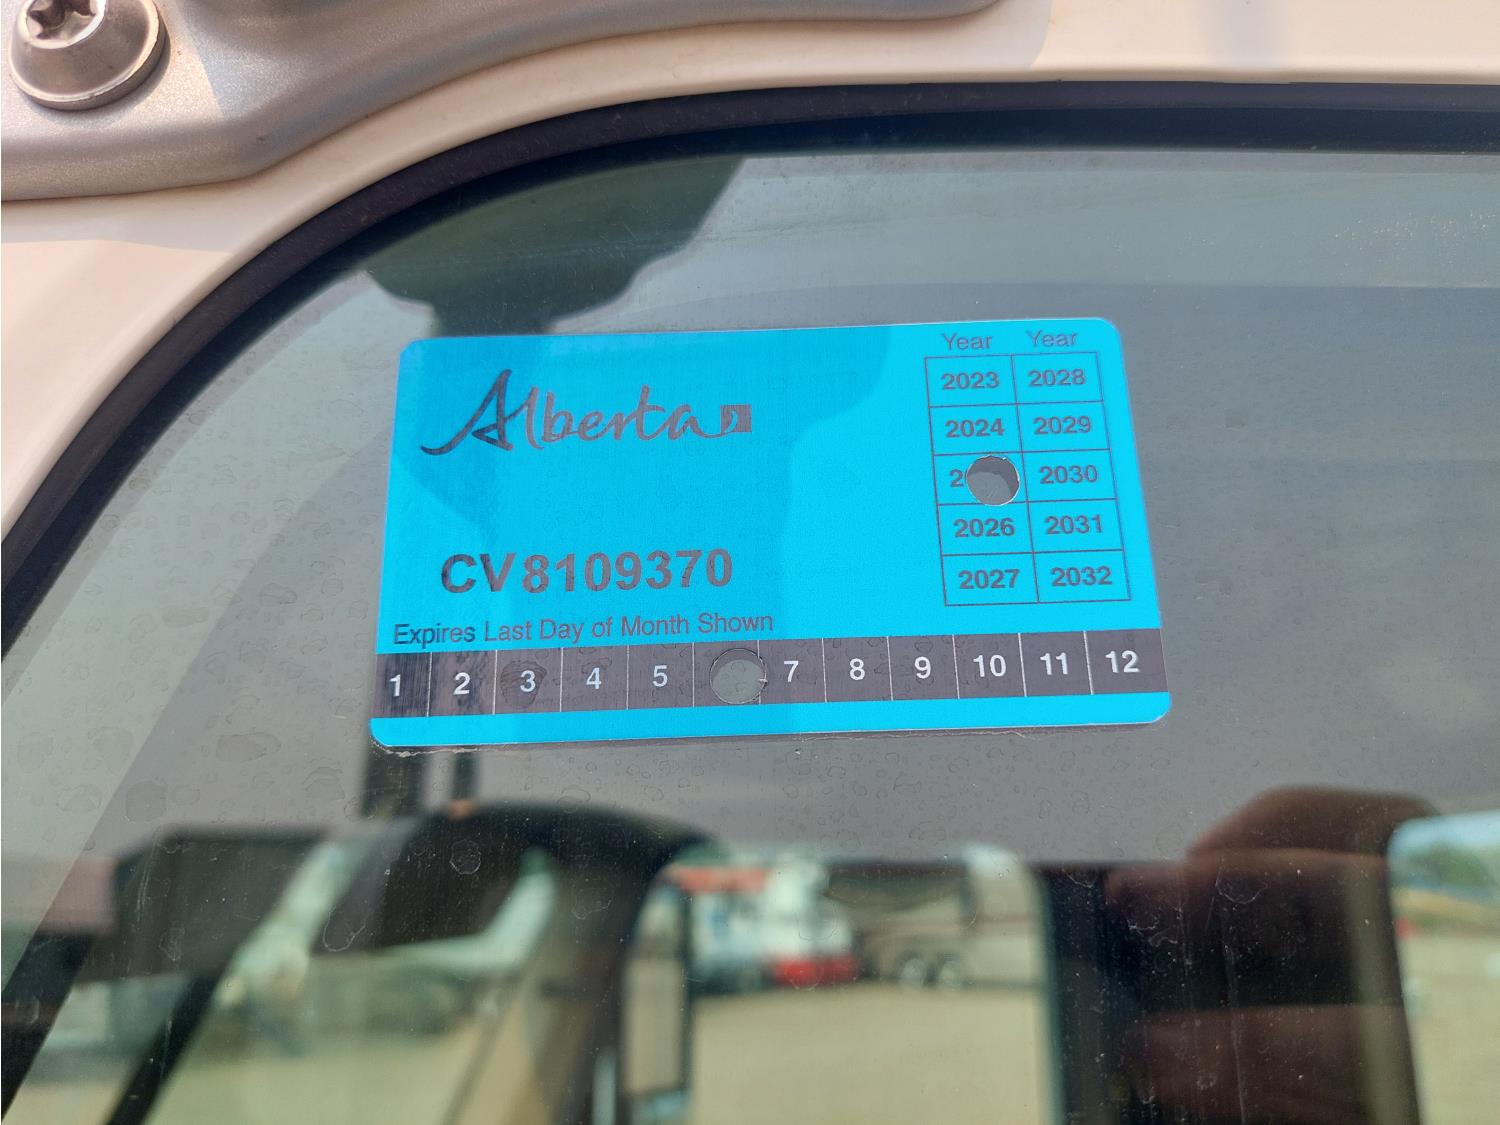 Alberta
CV8109370
Expires Last Day of Month Shown
Year Year
2023 2028
2024 2029
2 2030
2026 2031
2027 2032
1 2 3 4 5 7 8 9 10 11 12